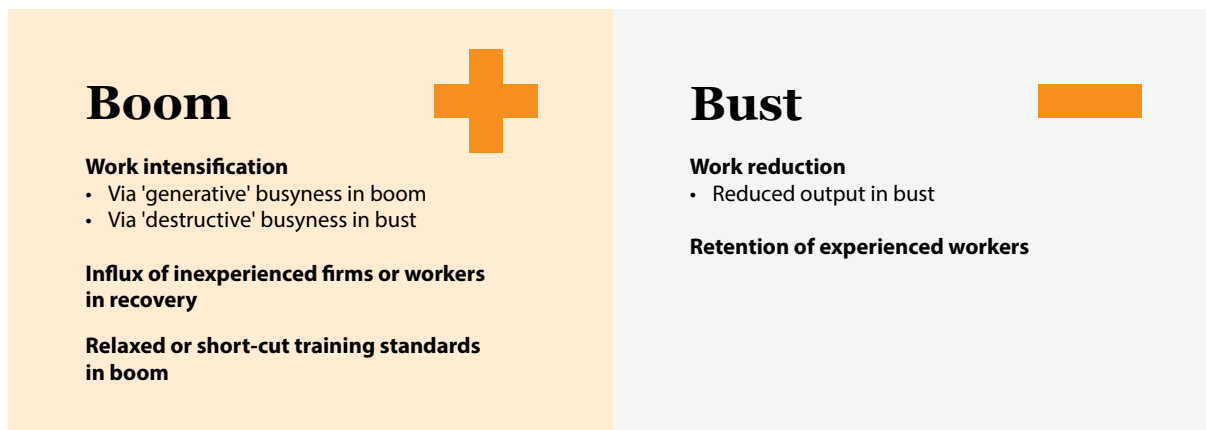 Boom
Work intensification
• Via 'generative' busyness in boom
• Via 'destructive' busyness in bust
Influx of inexperienced firms or workers
in recovery
Relaxed or short-cut training standards
in boom
Bust
Work reduction
• Reduced output in bust
Retention of experienced workers